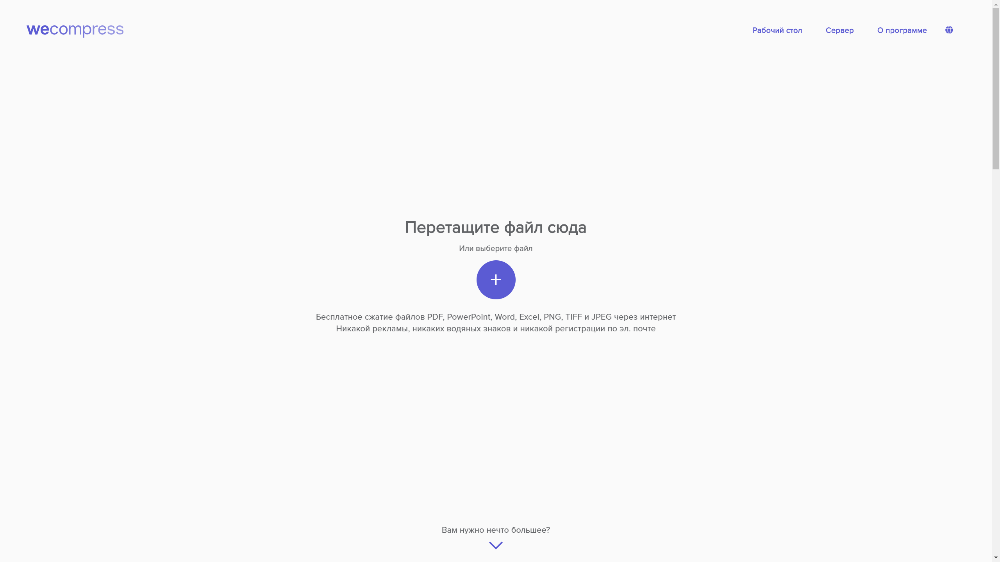 wecompress
Рабочий стол
Сервер
О программе
Перетащите файл сюда
Или выберите файл
Бесплатное сжатие файлов PDF, PowerPoint, Word, Excel, PNG, TIFF и JPEG через интернет
Никакой рекламы, никаких водяных знаков и никакой регистрации по эл. почте
Вам нужно нечто большее?